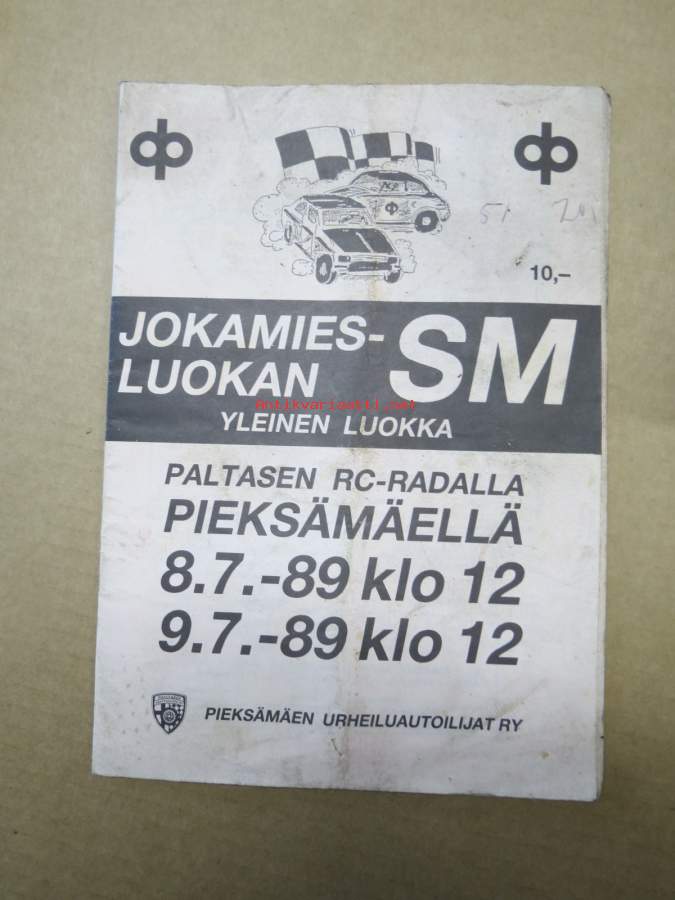 10,–
JOKAMIES-
LUOKAN SM
Antikvariaatti.net
YLEINEN LUOKKA
PALTASEN RC-RADALLA
PIEKSÄMÄELLÄ
8.7.-89 klo 12
9.7.-89 klo 12
PIEKSÄMÄEN URHEILUAUTOILIJAT RY